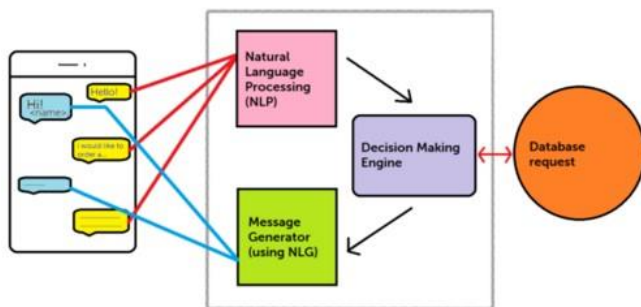 Hello!
Hi!
<name>
I would like to
order a...
Natural
Language
Processing
(NLP)
Decision Making
Engine
Database
request
Message
Generator
(using NLG)